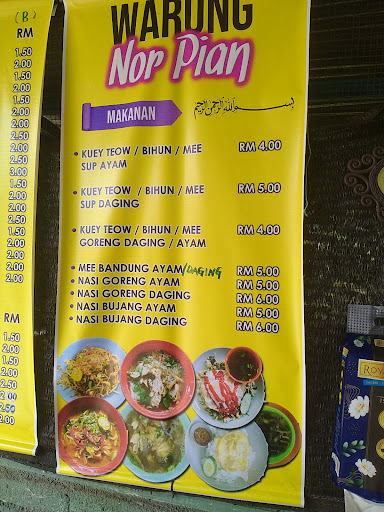 (B)
RM
1.50
2.00
1.50
2.00
2.00
2.50
2.00
2.50
3.00
1.50
2.00
2.00
2.00
2.50
2.00
2.00
RM
1.50
2.00
1.50
2.00
2.50
2.00
2.50
2.00
WARUNG
Nor Pian
MAKANAN
بسم الله الرحمن الرحيم
• KUEY TEOW / BIHUN / MEE RM 4.00
SUP AYAM
• KUEY TEOW / BIHUN / MEE RM 5.00
SUP DAGING
• KUEY TEOW / BIHUN / MEE RM 4.00
GORENG DAGING / AYAM
• MEE BANDUNG AYAM/DAGING RM 5.00
• NASI GORENG AYAM RM 5.00
• NASI GORENG DAGING RM 6.00
• NASI BUJANG AYAM RM 5.00
• NASI BUJANG DAGING RM 6.00